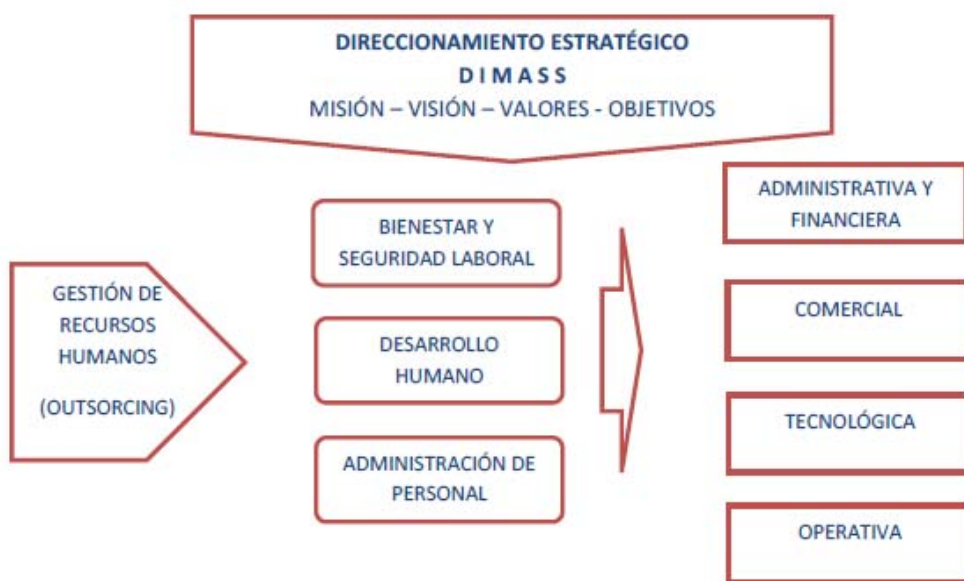 DIRECCIONAMIENTO ESTRATÉGICO
D I M A S S
MISIÓN – VISIÓN – VALORES - OBJETIVOS
GESTIÓN DE
RECURSOS
HUMANOS
(OUTSORCING)
BIENESTAR Y
SEGURIDAD LABORAL
DESARROLLO
HUMANO
ADMINISTRACIÓN DE
PERSONAL
ADMINISTRATIVA Y
FINANCIERA
COMERCIAL
TECNOLÓGICA
OPERATIVA